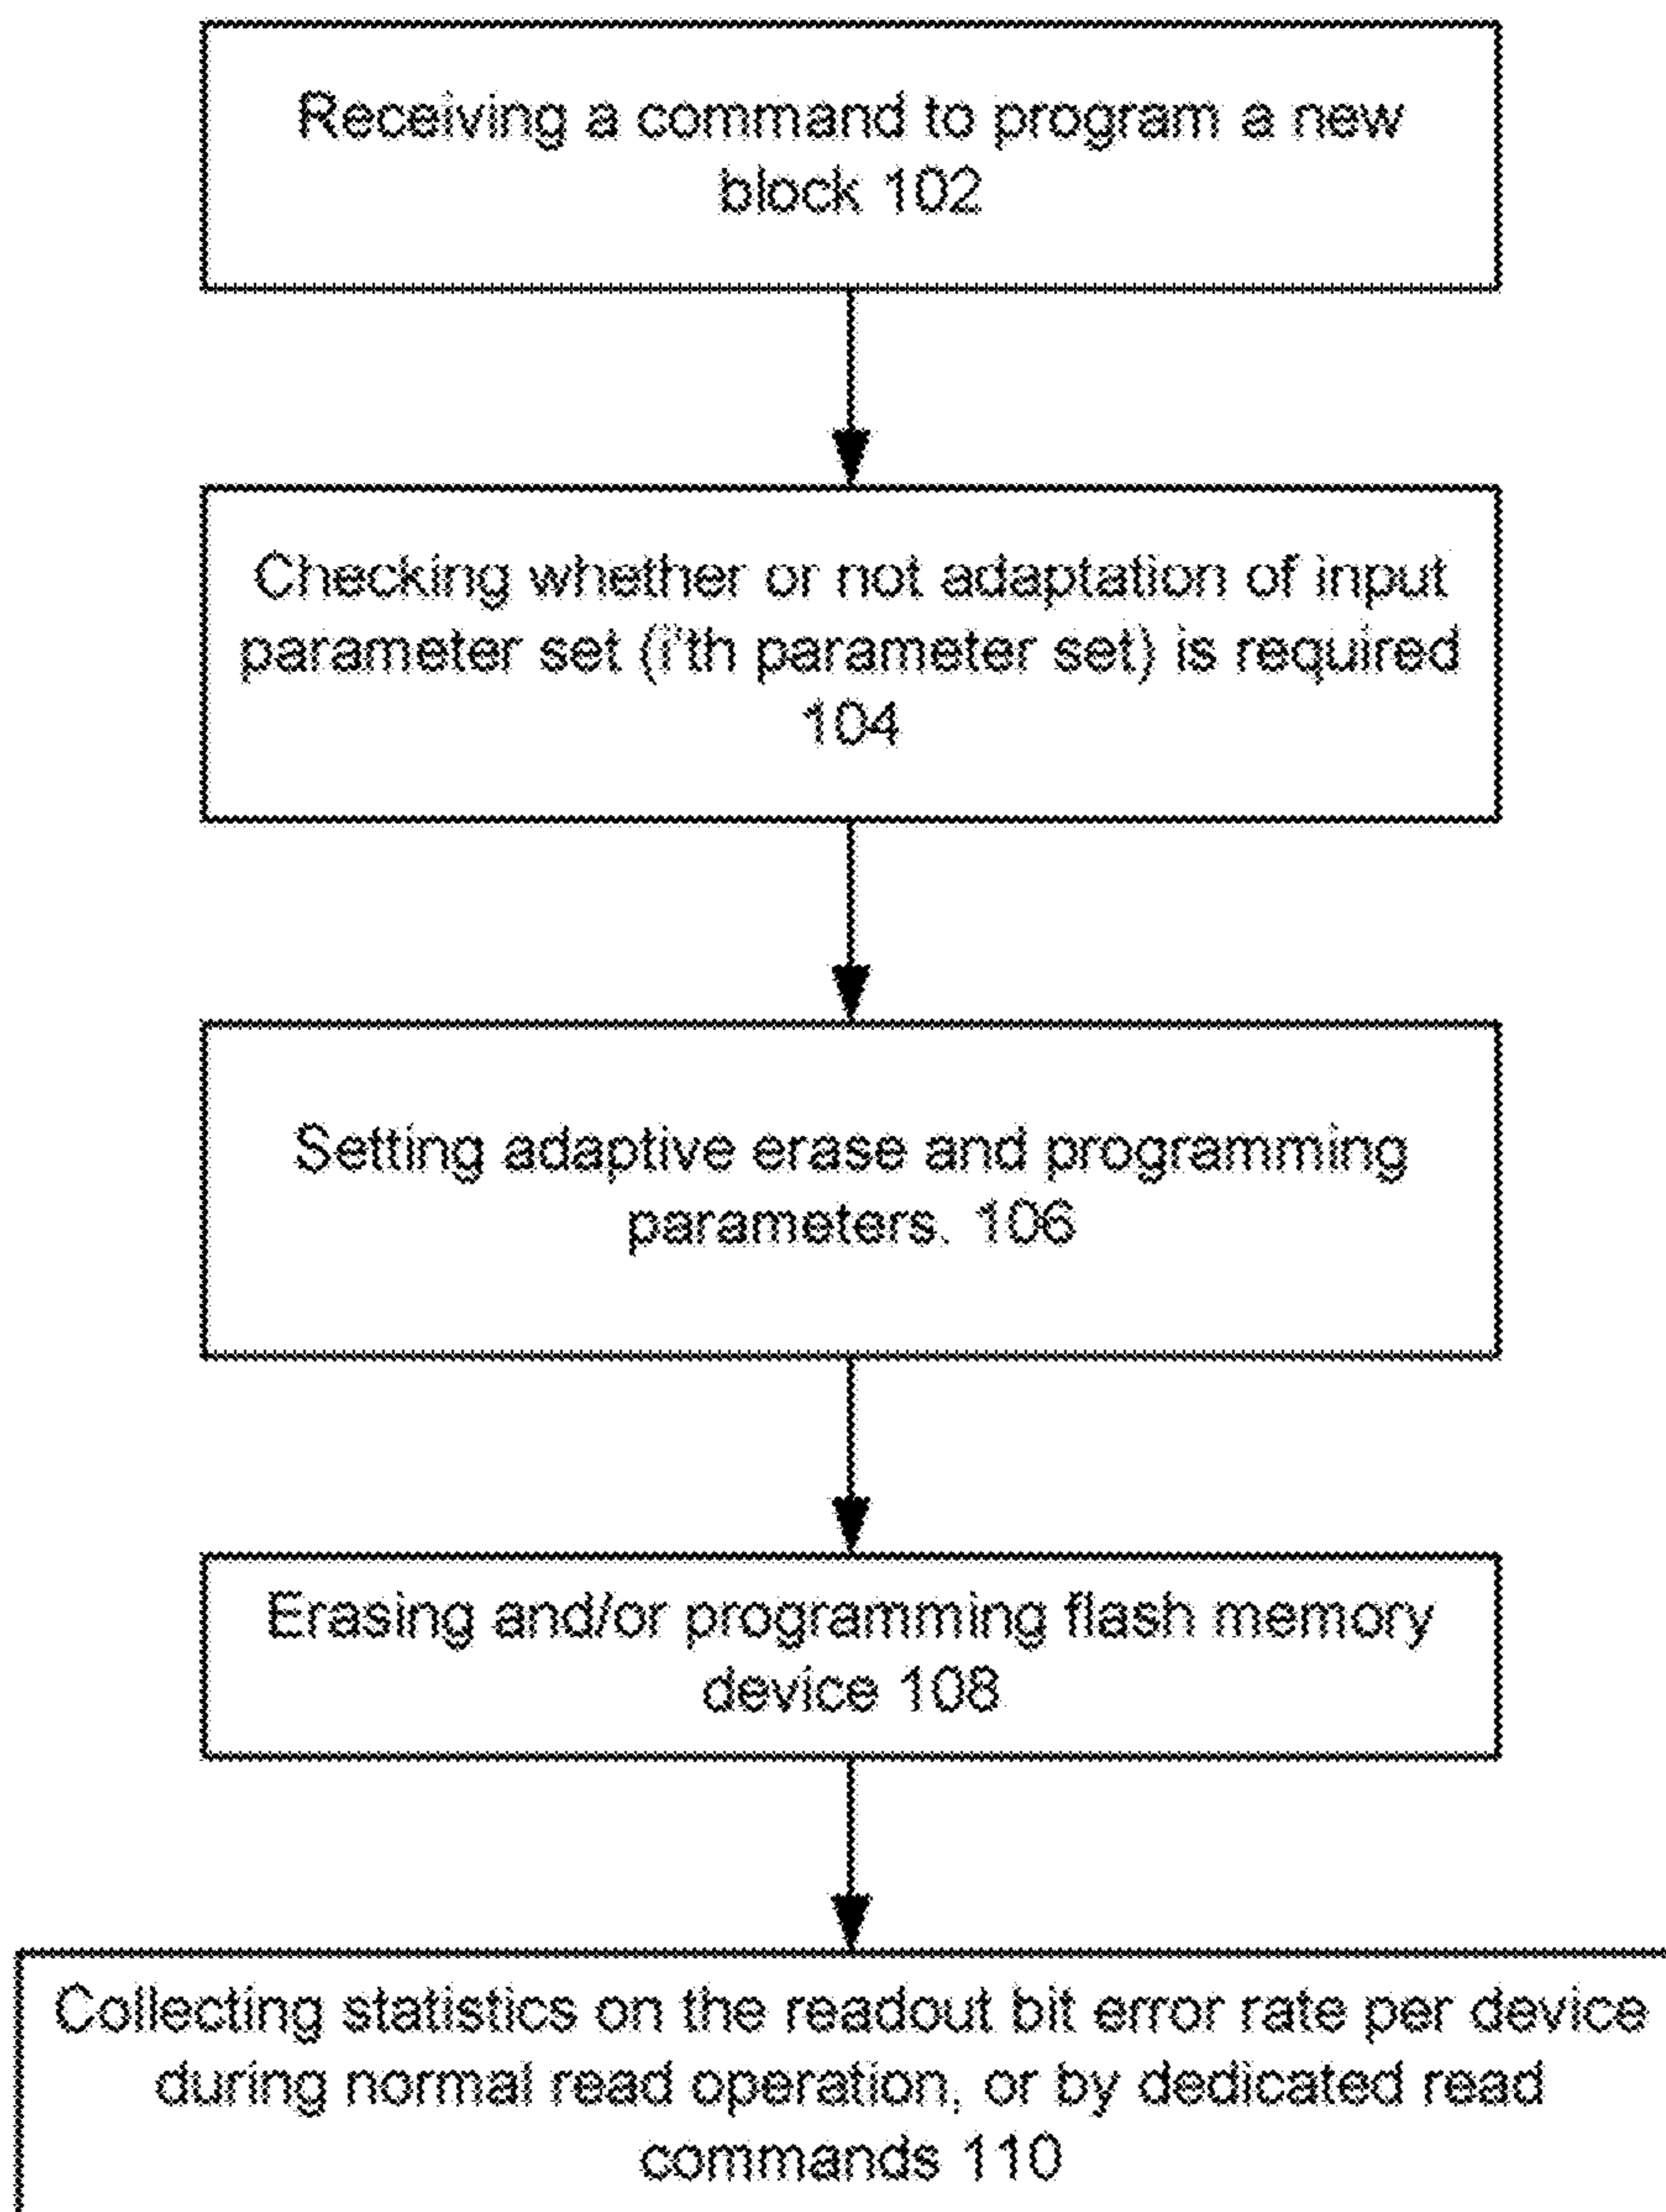 Receiving a command to program a new
block 102
Checking whether or not adaptation of input
parameter set (i'th parameter set) is required
104
Setting adaptive erase and programming
parameters. 106
Erasing and/or programming flash memory
device 108
Collecting statistics on the readout bit error rate per device
during normal read operation, or by dedicated read
commands 110